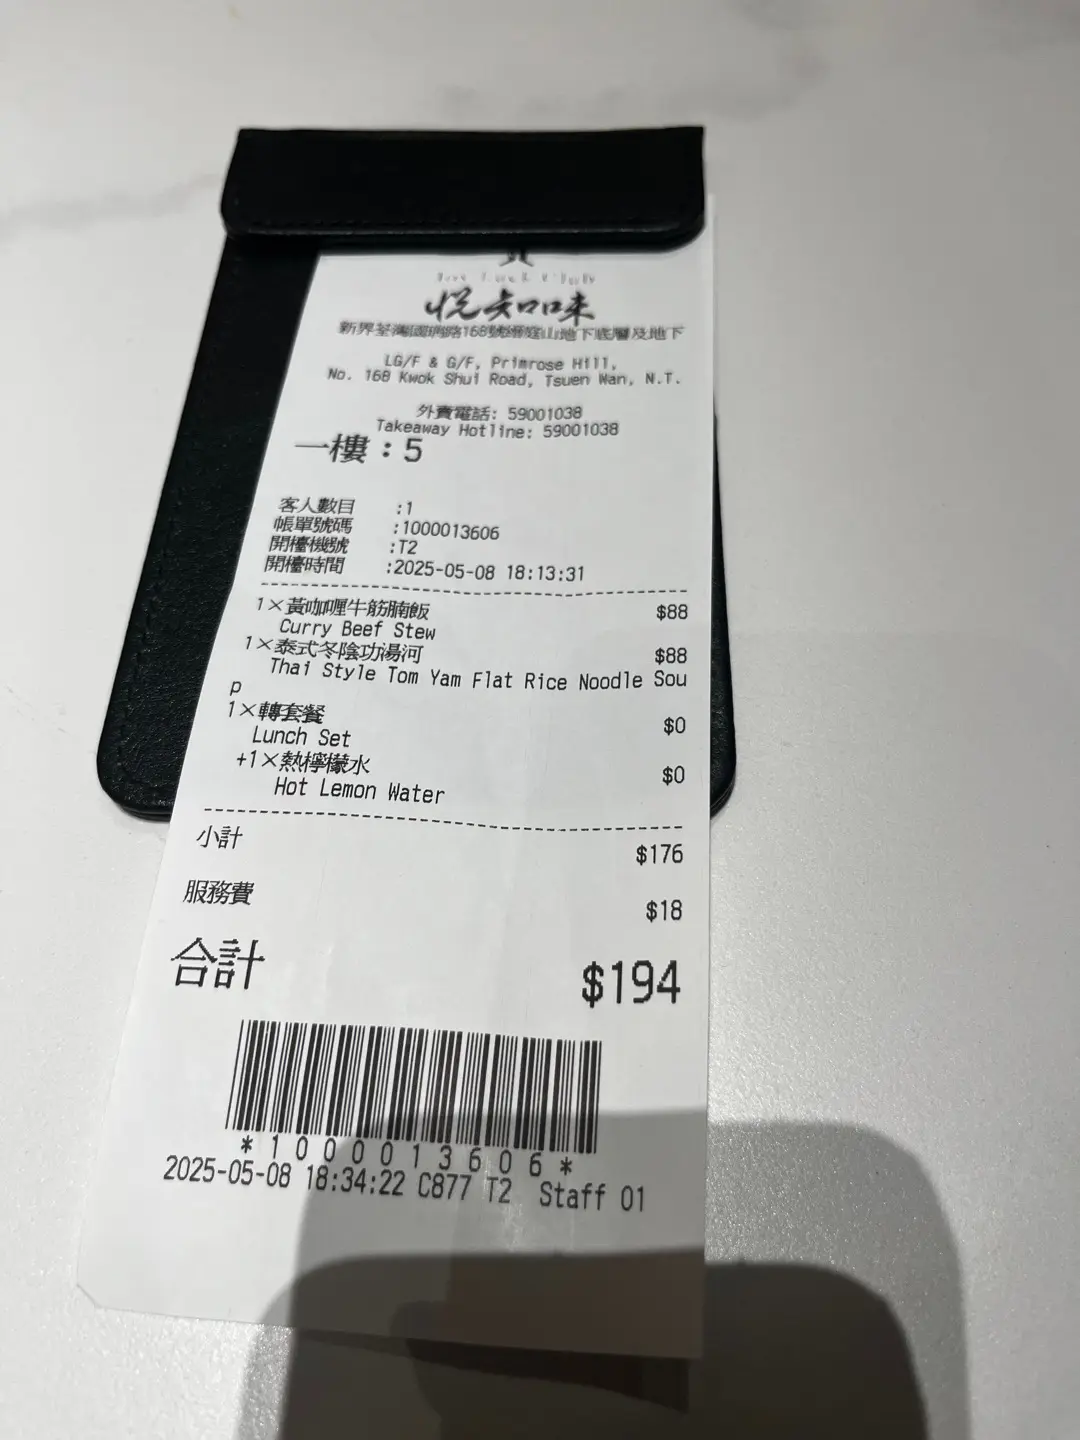 悅知味
新界荃灣國瑞路168號縉庭山地下底層及地下
LG/F & G/F, Primrose Hill,
No. 168 Kwok Shui Road, Tsuen Wan, N.T.
外賣電話: 59001038
Takeaway Hotline: 59001038
一樓：5
客人數目 :1
帳單號碼 :1000013606
開檯機號 :T2
開檯時間 :2025-05-08 18:13:31
1×黃咖喱牛筋腩飯 $88
Curry Beef Stew
1×泰式冬陰功湯河 $88
Thai Style Tom Yam Flat Rice Noodle Sou
p
1×轉套餐 $0
Lunch Set
+1×熱檸檬水 $0
Hot Lemon Water
小計 $176
服務費 $18
合計 $194
*1000013606*
2025-05-08 18:34:22 C877 T2 Staff 01